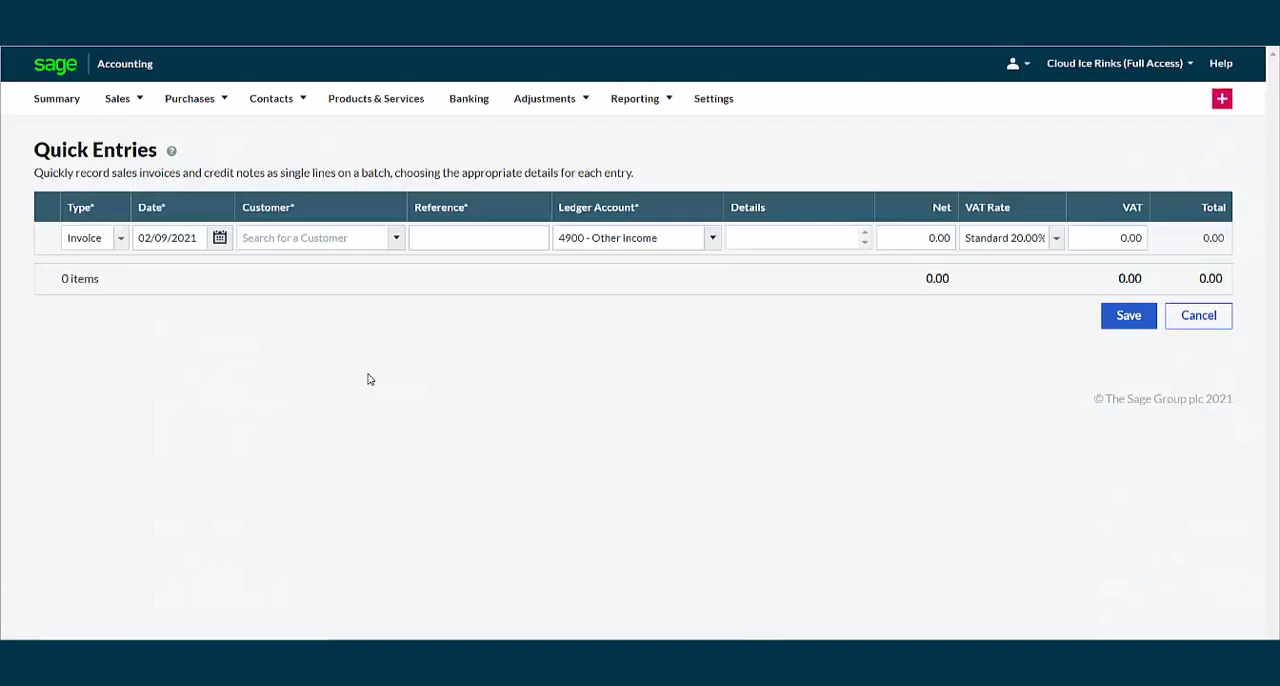 sage Accounting Cloud Ice Rinks (Full Access) Help
Summary Sales Purchases Contacts Products & Services Banking Adjustments Reporting Settings
Quick Entries
Quickly record sales invoices and credit notes as single lines on a batch, choosing the appropriate details for each entry.
Type* Date* Customer* Reference* Ledger Account* Details Net VAT Rate VAT Total
Invoice 02/09/2021 Search for a Customer 4900 - Other Income 0.00 Standard 20.00% 0.00 0.00
0 items 0.00 0.00 0.00
Save Cancel
© The Sage Group plc 2021